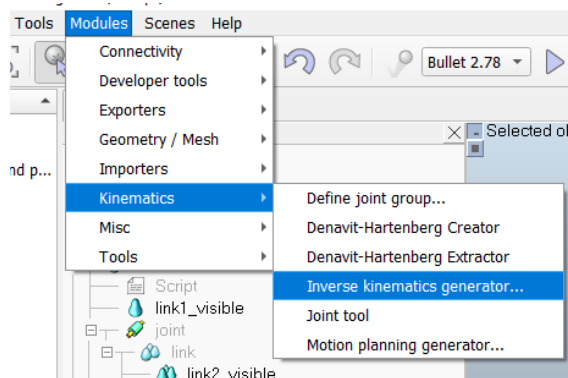 Tools Modules Scenes Help
Connectivity
Bullet 2.78
Developer tools
Exporters
Geometry / Mesh
Selected ob
nd p...
Importers
Kinematics
Define joint group...
Misc
Denavit-Hartenberg Creator
Tools
Denavit-Hartenberg Extractor
Script
Inverse kinematics generator...
link1_visible
Joint tool
joint
link
Motion planning generator...
link2_visible